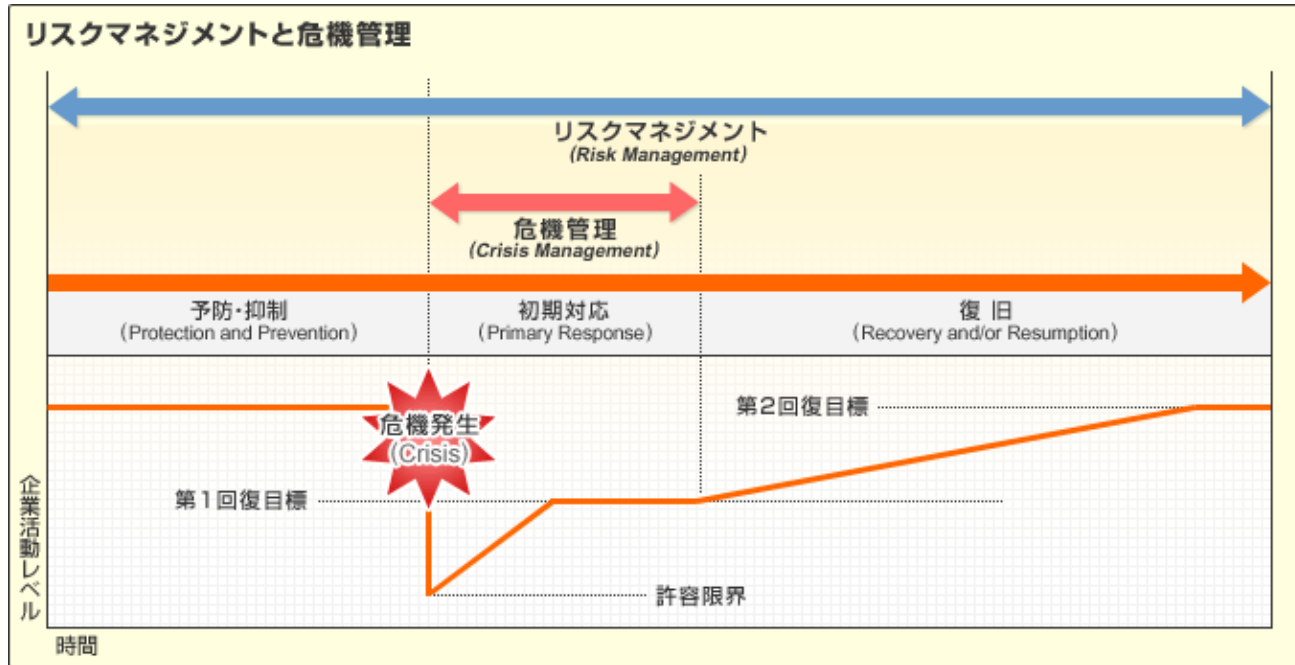 リスクマネジメントと危機管理
リスクマネジメント
(Risk Management)
危機管理
(Crisis Management)
予防・抑制
(Protection and Prevention)
初期対応
(Primary Response)
復旧
(Recovery and/or Resumption)
危機発生
(Crisis)
第2回復目標
第1回復目標
許容限界
企業活動レベル
時間